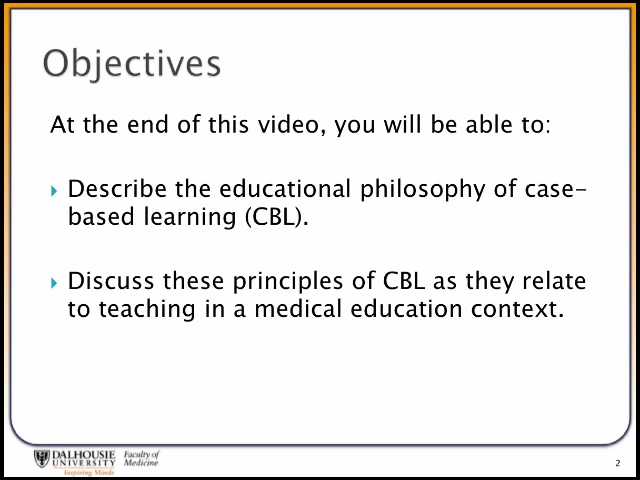 Objectives
At the end of this video, you will be able to:
Describe the educational philosophy of case-
based learning (CBL).
Discuss these principles of CBL as they relate
to teaching in a medical education context.
DALHOUSIE
UNIVERSITY
Inspiring Minds
Faculty of
Medicine
2